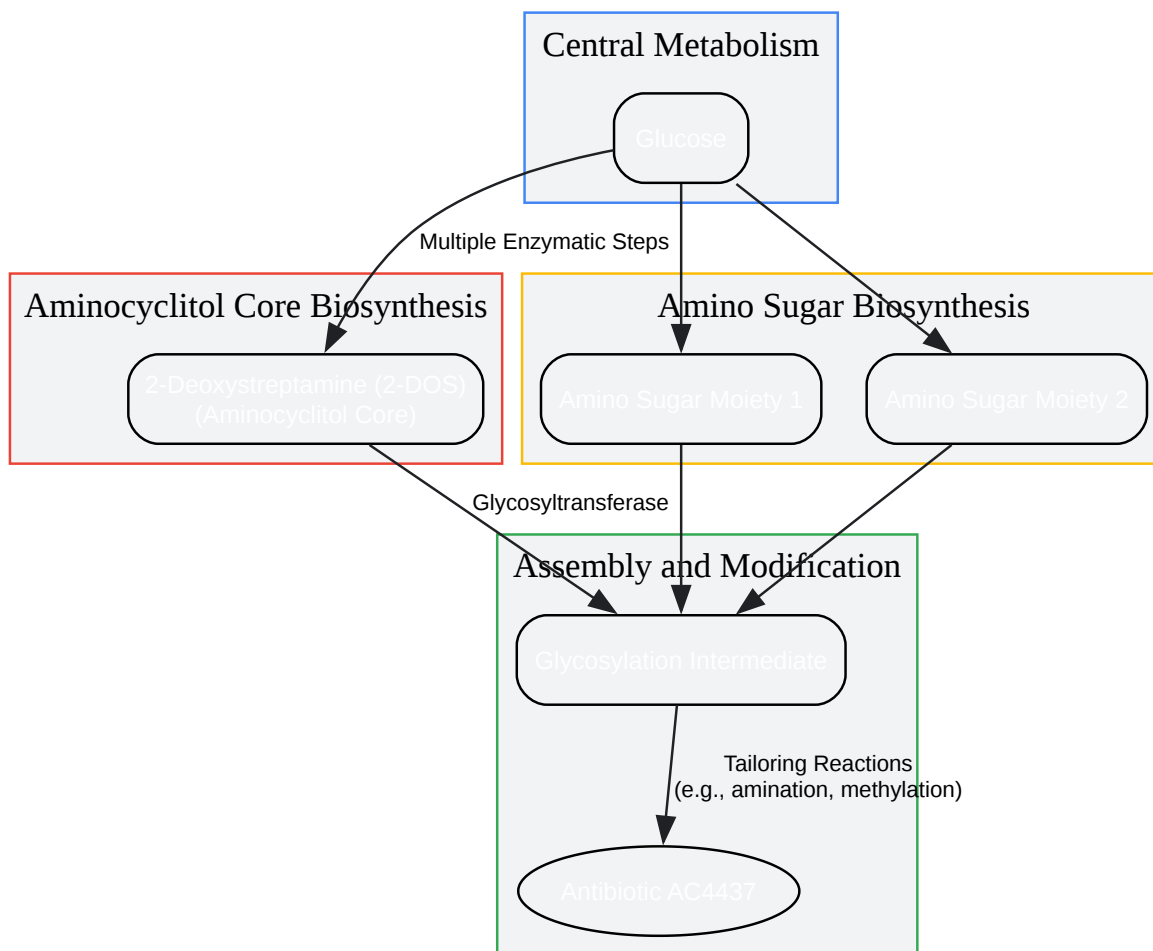 Central Metabolism
Glucose
Multiple Enzymatic Steps
Aminocyclitol Core Biosynthesis
Amino Sugar Biosynthesis
2-Deoxystreptamine (2-DOS)
(Aminocyclitol Core)
Amino Sugar Moiety 1
Amino Sugar Moiety 2
Glycosyltransferase
Assembly and Modification
Glycosylation Intermediate
Tailoring Reactions
(e.g., amination, methylation)
Antibiotic AC4437